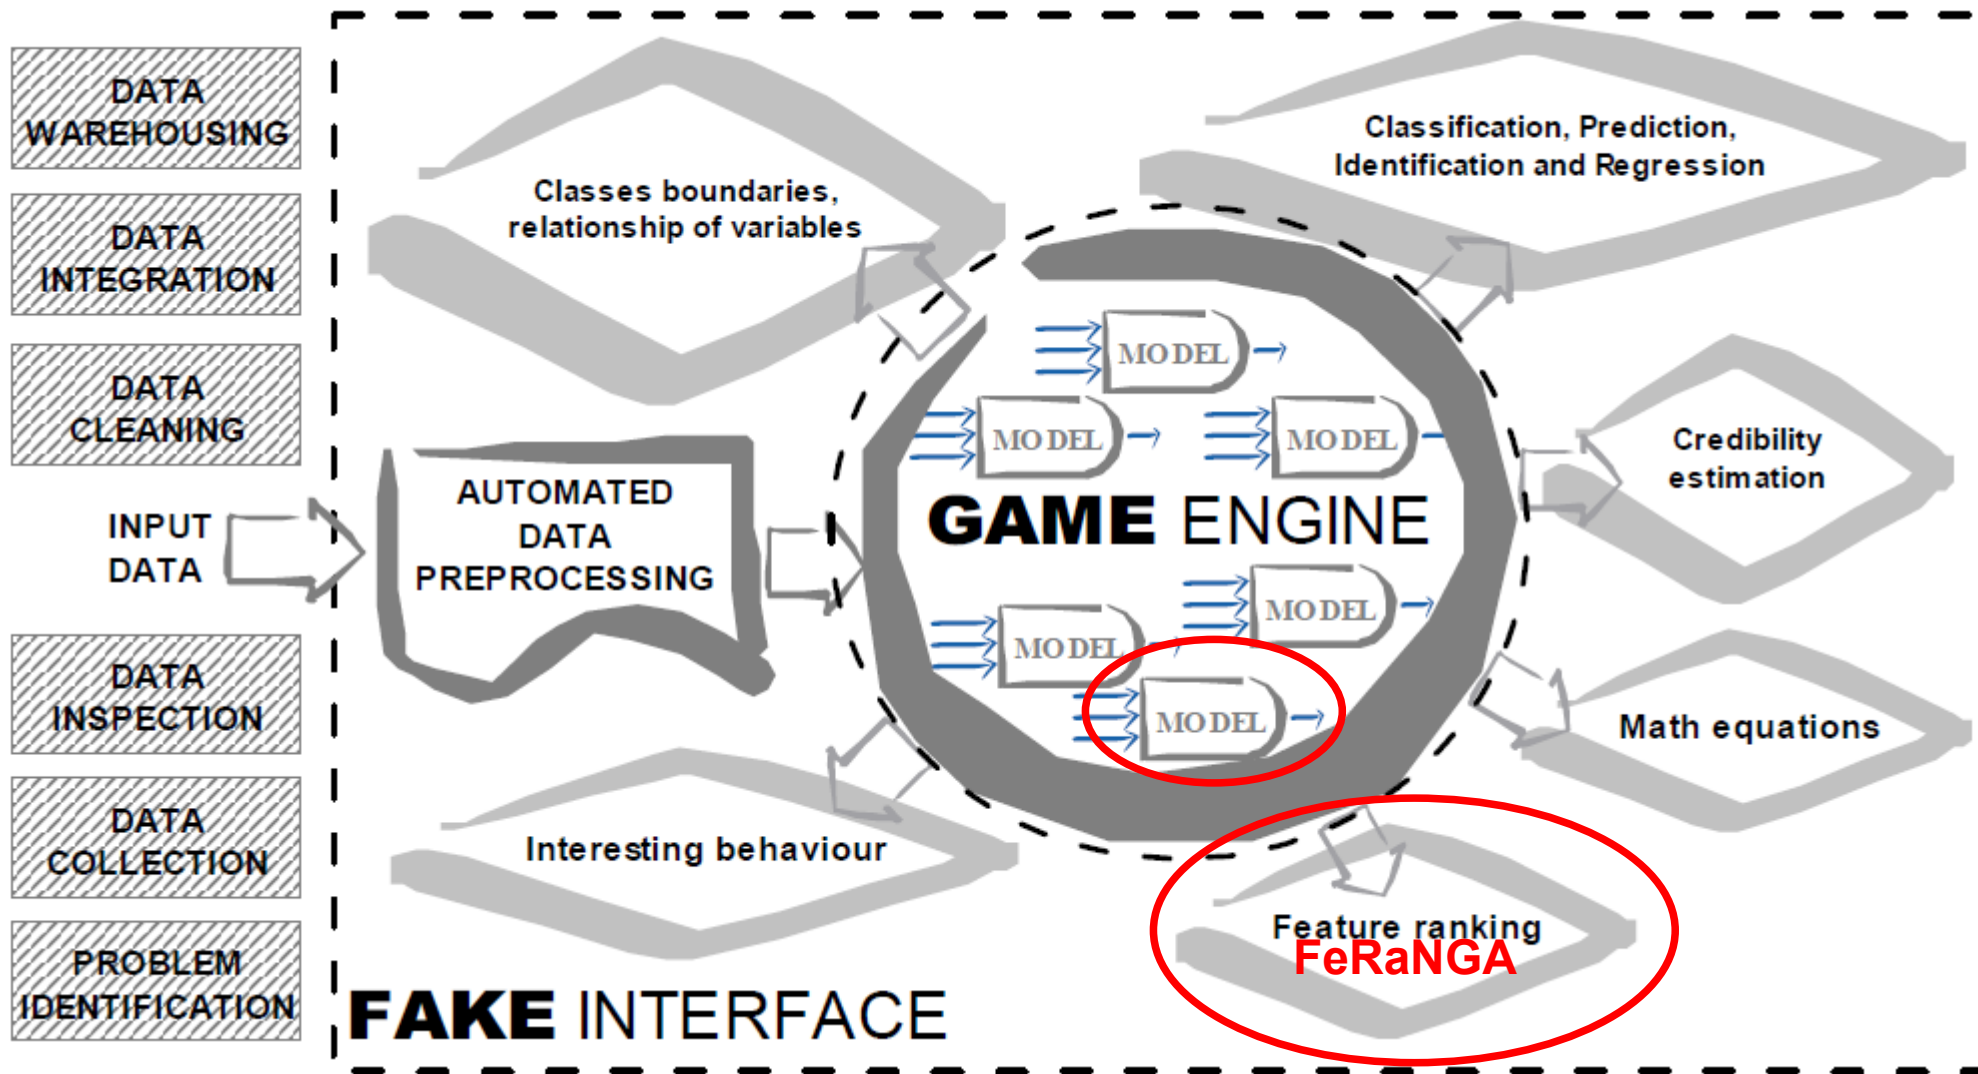 DATA
WAREHOUSING
DATA
INTEGRATION
DATA
CLEANING
INPUT
DATA
DATA
INSPECTION
DATA
COLLECTION
PROBLEM
IDENTIFICATION
Classes boundaries,
relationship of variables
Classification, Prediction,
Identification and Regression
AUTOMATED
DATA
PREPROCESSING
MODEL
MODEL
MODEL
GAME ENGINE
MODEL
MODEL
MODEL
Credibility
estimation
Math equations
Interesting behaviour
Feature ranking
FeRaNGA
FAKE INTERFACE